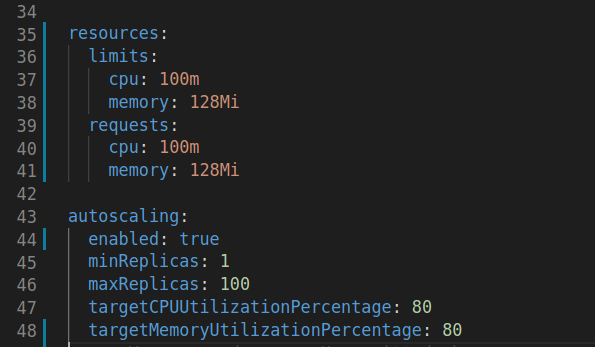 34
35 resources:
36 limits:
37 cpu: 100m
38 memory: 128Mi
39 requests:
40 cpu: 100m
41 memory: 128Mi
42
43 autoscaling:
44 enabled: true
45 minReplicas: 1
46 maxReplicas: 100
47 targetCPUUtilizationPercentage: 80
48 targetMemoryUtilizationPercentage: 80